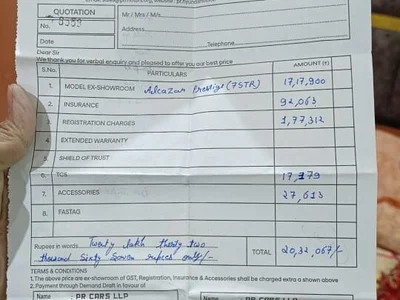 QUOTATION
No. 8959
Date
Mr / Mrs / M/s
Address
Telephone
Dear Sir
We thank you for verbal enquiry and pleased to offer you our best price
S.No. PARTICULARS AMOUNT (₹)
1. MODEL EX-SHOWROOM Alcazar Prestige (7STR) 17,17,900
2. INSURANCE 92,063
3. REGISTRATION CHARGES 1,77,312
4. EXTENDED WARRANTY
5. SHIELD OF TRUST
6. TCS 17,179
7. ACCESSORIES 27,613
8. FASTAG
Rupees in words Twenty lakh thirty two
thousand Sixty Seven rupies only/- TOTAL 20,32,067/-
TERMS & CONDITIONS
1. The above price are ex-showroom of GST, Registration, Insurance & Accessories shall be charged extra a shown above
2. Payment through Demand Draft in favour of
PR CARS LLP PR CARS LLP